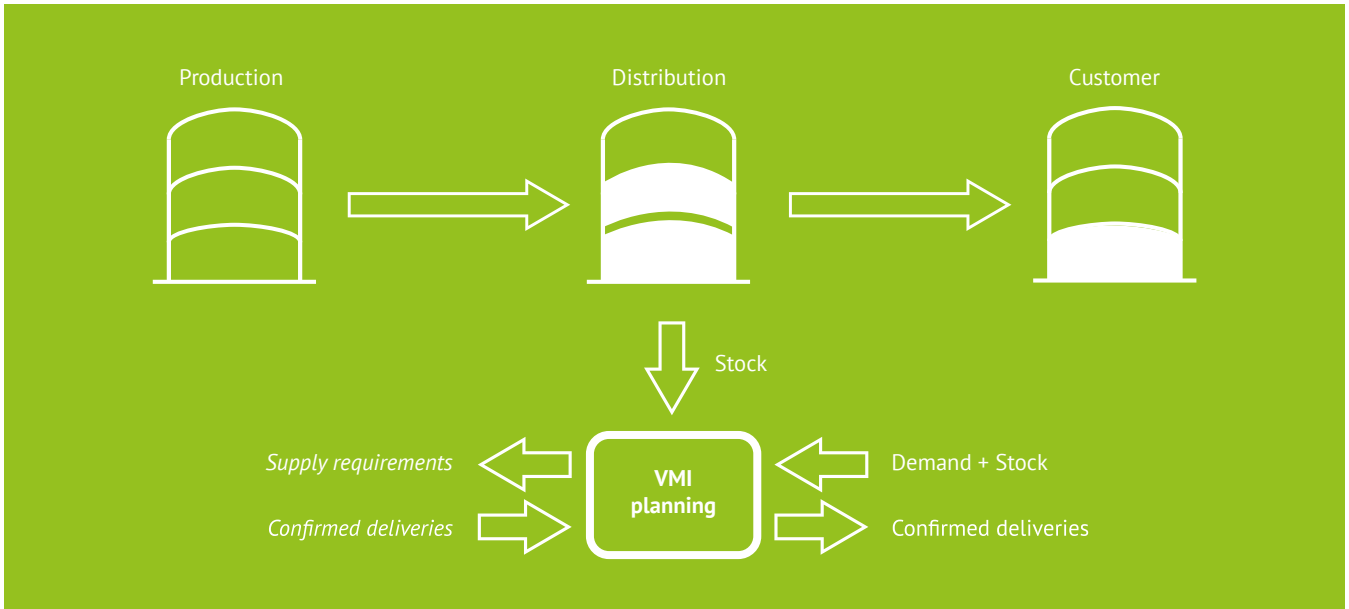 Production
Distribution
Customer
Stock
Supply requirements
VMI
planning
Demand + Stock
Confirmed deliveries
Confirmed deliveries